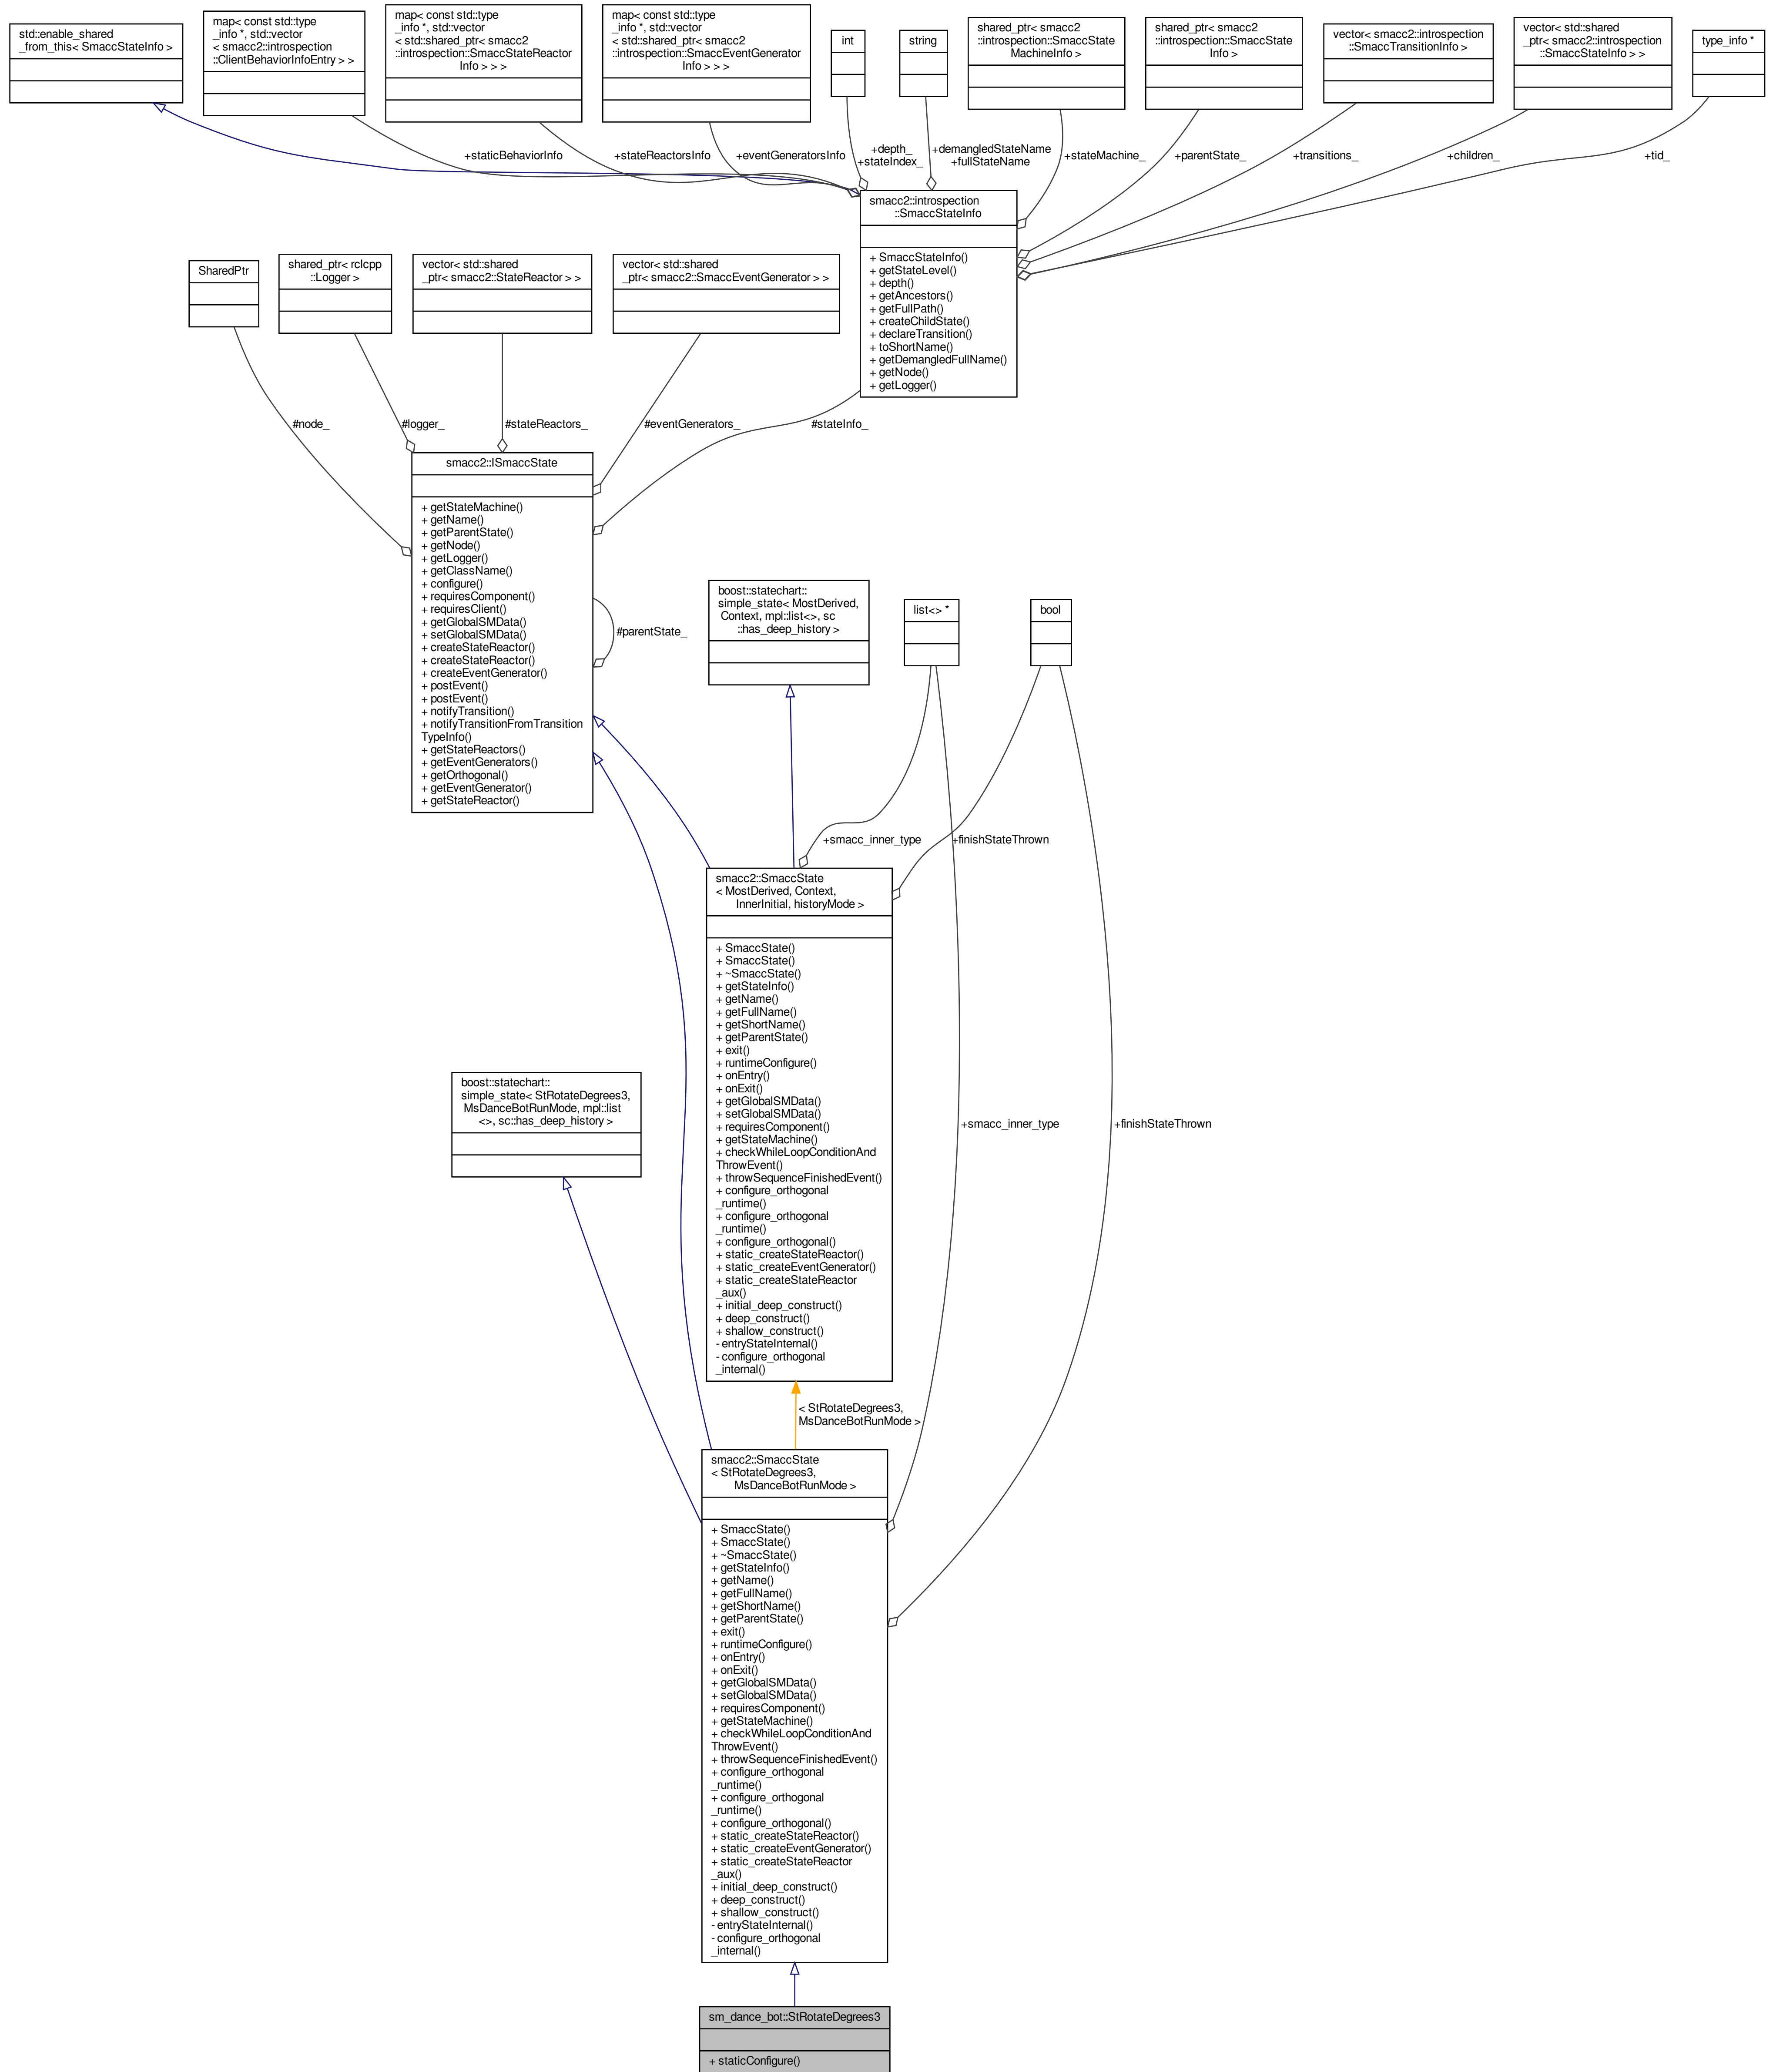 std::enable_shared
_from_this< SmaccStateInfo >
map< const std::type
_info *, std::vector
< smacc2::introspection
::ClientBehaviorInfoEntry > >
map< const std::type
_info *, std::vector
< std::shared_ptr< smacc2
::introspection::SmaccStateReactor
Info > > >
map< const std::type
_info *, std::vector
< std::shared_ptr< smacc2
::introspection::SmaccEventGenerator
Info > > >
int
string
shared_ptr< smacc2
::introspection::SmaccState
MachineInfo >
shared_ptr< smacc2
::introspection::SmaccState
Info >
vector< smacc2::introspection
::SmaccTransitionInfo >
vector< std::shared
_ptr< smacc2::introspection
::SmaccStateInfo > >
type_info *
+staticBehaviorInfo
+stateReactorsInfo
+eventGeneratorsInfo
+depth_
+stateIndex_
+demangledStateName
+fullStateName
+stateMachine_
+parentState_
+transitions_
+children_
+tid_
smacc2::introspection
::SmaccStateInfo
+ SmaccStateInfo()
+ getStateLevel()
+ depth()
+ getAncestors()
+ getFullPath()
+ createChildState()
+ declareTransition()
+ toShortName()
+ getDemangledFullName()
+ getNode()
+ getLogger()
SharedPtr
shared_ptr< rclcpp
::Logger >
vector< std::shared
_ptr< smacc2::StateReactor > >
vector< std::shared
_ptr< smacc2::SmaccEventGenerator > >
#node_
#logger_
#stateReactors_
#eventGenerators_
#stateInfo_
smacc2::ISmaccState
+ getStateMachine()
+ getName()
+ getParentState()
+ getNode()
+ getLogger()
+ getClassName()
+ configure()
+ requiresComponent()
+ requiresClient()
+ getGlobalSMData()
+ setGlobalSMData()
+ createStateReactor()
+ createStateReactor()
+ createEventGenerator()
+ postEvent()
+ postEvent()
+ notifyTransition()
+ notifyTransitionFromTransition
TypeInfo()
+ getStateReactors()
+ getEventGenerators()
+ getOrthogonal()
+ getEventGenerator()
+ getStateReactor()
#parentState_
boost::statechart::
simple_state< MostDerived,
Context, mpl::list<>, sc
::has_deep_history >
list<> *
bool
+smacc_inner_type
+finishStateThrown
smacc2::SmaccState
< MostDerived, Context,
InnerInitial, historyMode >
+ SmaccState()
+ SmaccState()
+ ~SmaccState()
+ getStateInfo()
+ getName()
+ getFullName()
+ getShortName()
+ getParentState()
+ exit()
+ runtimeConfigure()
+ onEntry()
+ onExit()
+ getGlobalSMData()
+ setGlobalSMData()
+ requiresComponent()
+ getStateMachine()
+ checkWhileLoopConditionAnd
ThrowEvent()
+ throwSequenceFinishedEvent()
+ configure_orthogonal
_runtime()
+ configure_orthogonal
_runtime()
+ configure_orthogonal()
+ static_createStateReactor()
+ static_createEventGenerator()
+ static_createStateReactor
_aux()
+ initial_deep_construct()
+ deep_construct()
+ shallow_construct()
- entryStateInternal()
- configure_orthogonal
_internal()
boost::statechart::
simple_state< StRotateDegrees3,
MsDanceBotRunMode, mpl::list
<>, sc::has_deep_history >
+smacc_inner_type
+finishStateThrown
< StRotateDegrees3,
MsDanceBotRunMode >
smacc2::SmaccState
< StRotateDegrees3,
MsDanceBotRunMode >
+ SmaccState()
+ SmaccState()
+ ~SmaccState()
+ getStateInfo()
+ getName()
+ getFullName()
+ getShortName()
+ getParentState()
+ exit()
+ runtimeConfigure()
+ onEntry()
+ onExit()
+ getGlobalSMData()
+ setGlobalSMData()
+ requiresComponent()
+ getStateMachine()
+ checkWhileLoopConditionAnd
ThrowEvent()
+ throwSequenceFinishedEvent()
+ configure_orthogonal
_runtime()
+ configure_orthogonal
_runtime()
+ configure_orthogonal()
+ static_createStateReactor()
+ static_createEventGenerator()
+ static_createStateReactor
_aux()
+ initial_deep_construct()
+ deep_construct()
+ shallow_construct()
- entryStateInternal()
- configure_orthogonal
_internal()
sm_dance_bot::StRotateDegrees3
+ staticConfigure()